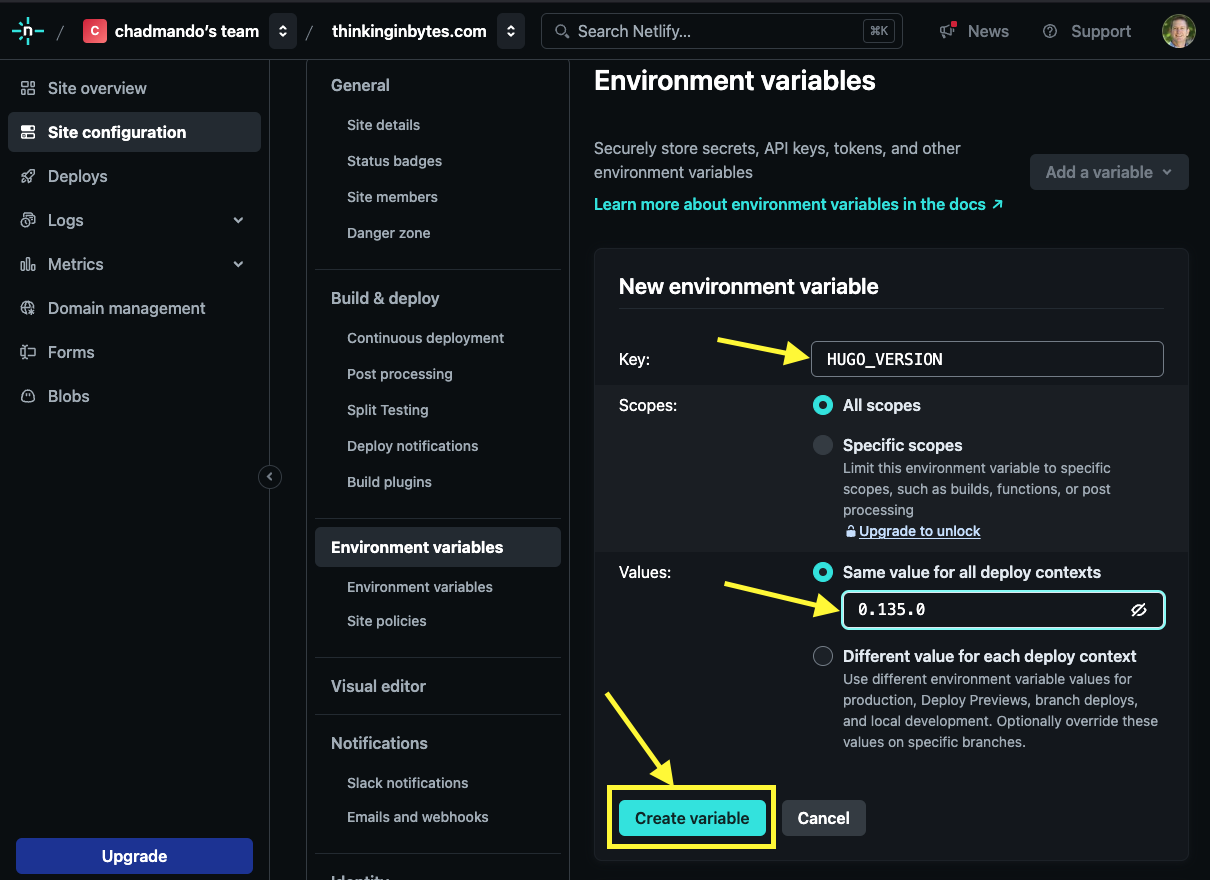 n / C chadmando’s team / thinkinginbytes.com Search Netlify... ⌘K News Support
Site overview
Site configuration
Deploys
Logs
Metrics
Domain management
Forms
Blobs
Upgrade
General
Site details
Status badges
Site members
Danger zone
Build & deploy
Continuous deployment
Post processing
Split Testing
Deploy notifications
Build plugins
Environment variables
Environment variables
Site policies
Visual editor
Notifications
Slack notifications
Emails and webhooks
Identity
Environment variables
Securely store secrets, API keys, tokens, and other
environment variables
Add a variable
Learn more about environment variables in the docs ↗
New environment variable
Key: HUGO_VERSION
Scopes: All scopes
Specific scopes
Limit this environment variable to specific
scopes, such as builds, functions, or post
processing
Upgrade to unlock
Values: Same value for all deploy contexts
0.135.0
Different value for each deploy context
Use different environment variable values for
production, Deploy Previews, branch deploys,
and local development. Optionally override these
values on specific branches.
Create variable Cancel